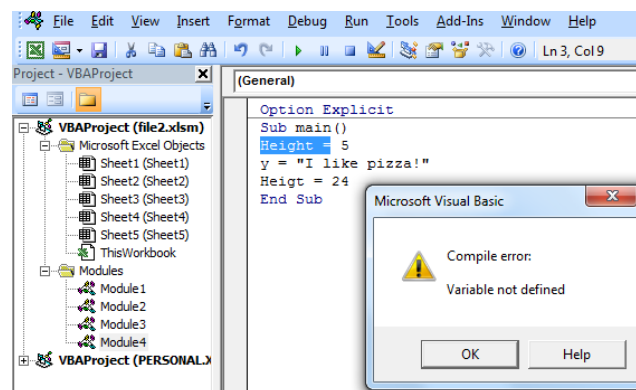 File Edit View Insert Format Debug Run Tools Add-Ins Window Help
Ln 3, Col 9
Project - VBAProject
(General)
VBAProject (file2.xlsm)
Microsoft Excel Objects
Sheet1 (Sheet1)
Sheet2 (Sheet2)
Sheet3 (Sheet3)
Sheet4 (Sheet4)
Sheet5 (Sheet5)
ThisWorkbook
Modules
Module1
Module2
Module3
Module4
VBAProject (PERSONAL.X
Option Explicit
Sub main()
Height = 5
y = "I like pizza!"
Heigt = 24
End Sub
Microsoft Visual Basic
Compile error:
Variable not defined
OK Help